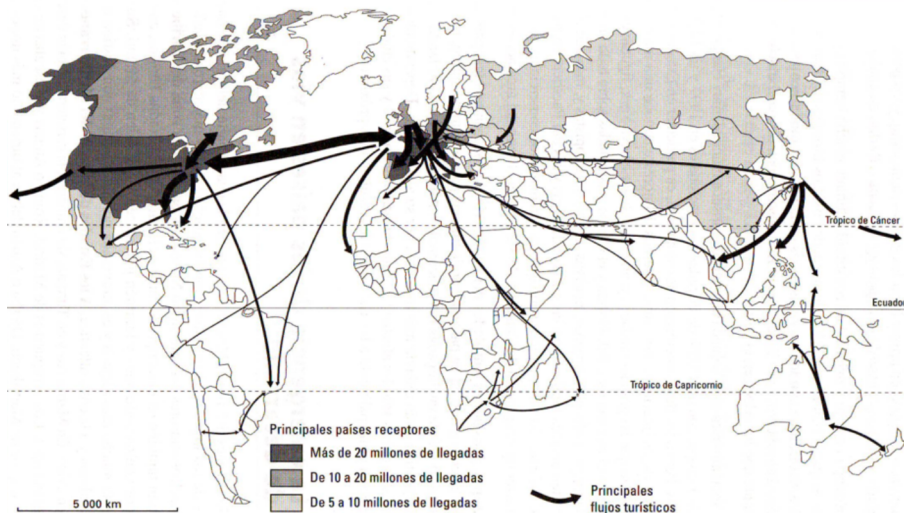 Trópico de Cáncer
Ecuador
Trópico de Capricornio
Principales países receptores
Más de 20 millones de llegadas
De 10 a 20 millones de llegadas
De 5 a 10 millones de llegadas
5 000 km
Principales
flujos turísticos